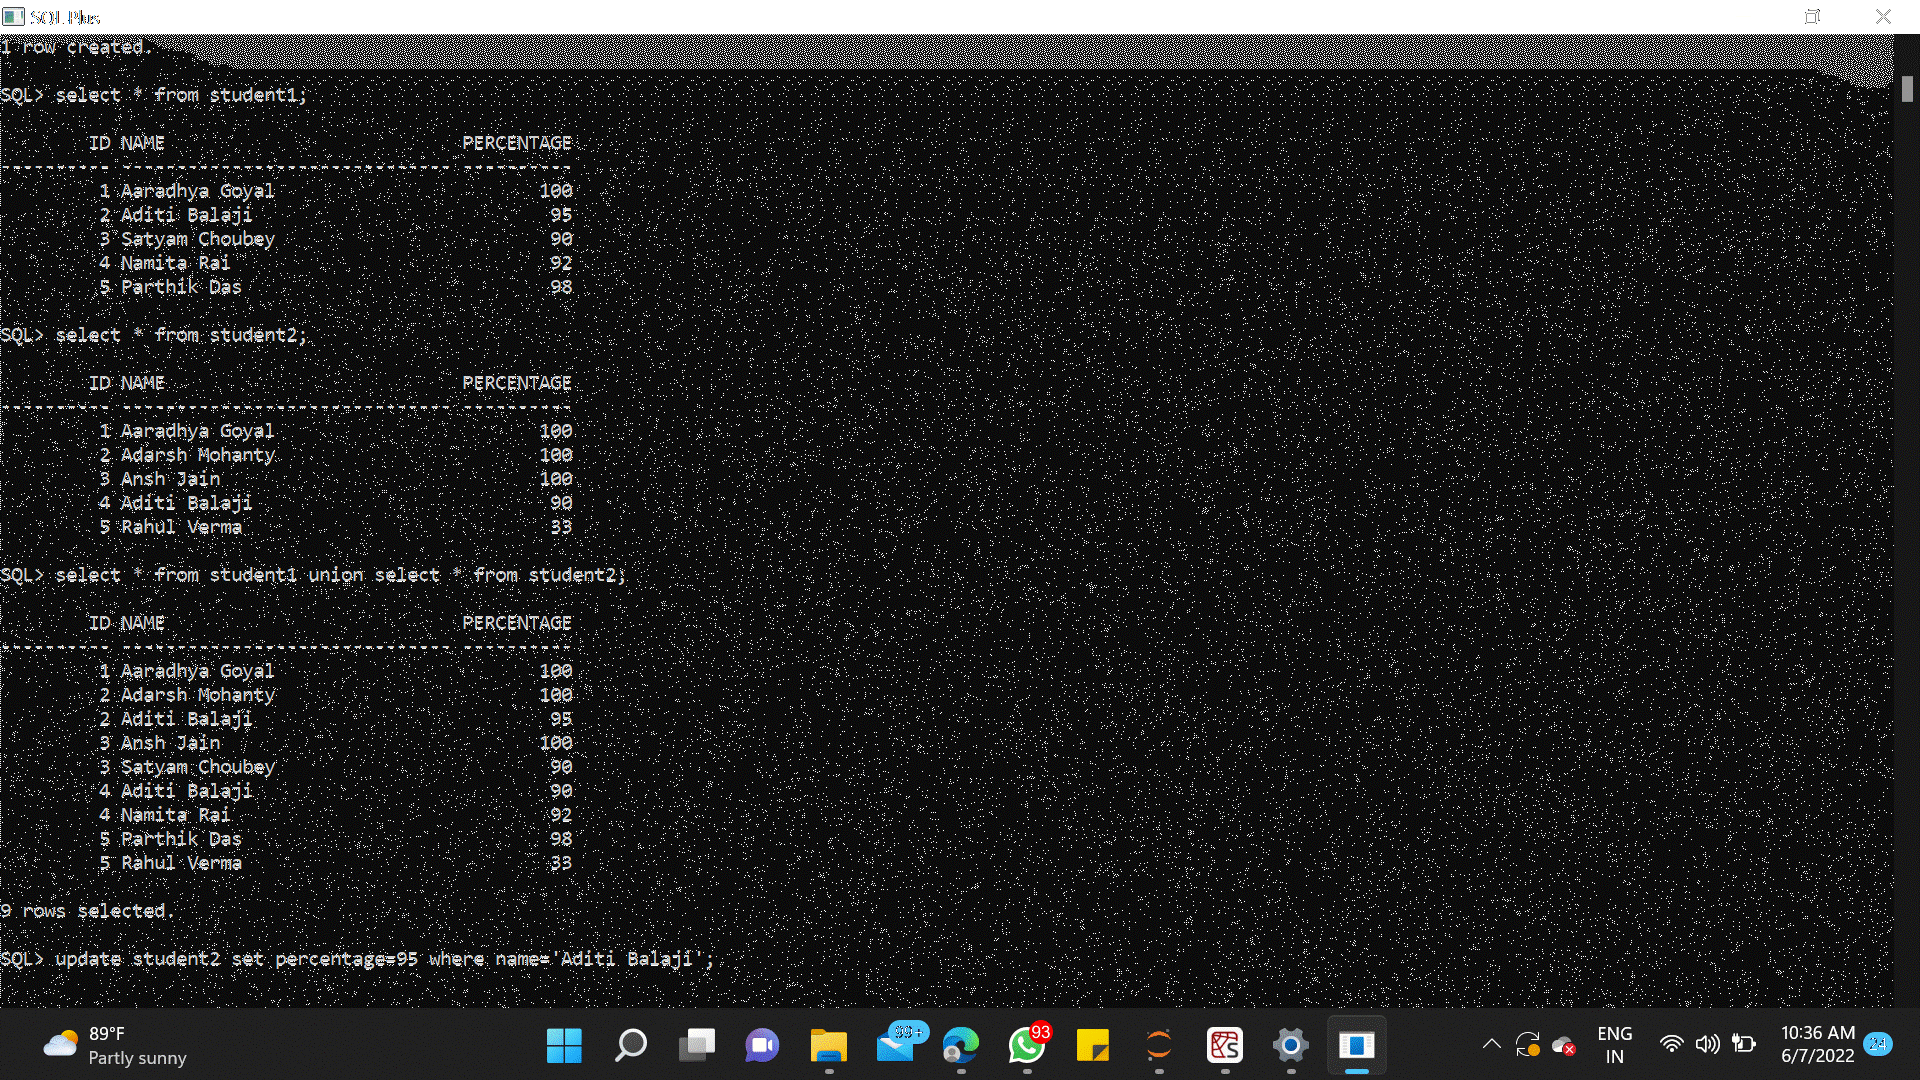 SQL Plus
1 row created.
SQL> select * from student1;
ID NAME PERCENTAGE
---------- ------------------------------ ----------
1 Aaradhya Goyal 100
2 Aditi Balaji 95
3 Satyam Choubey 90
4 Namita Rai 92
5 Parthik Das 98
SQL> select * from student2;
ID NAME PERCENTAGE
---------- ------------------------------ ----------
1 Aaradhya Goyal 100
2 Adarsh Mohanty 100
3 Ansh Jain 100
4 Aditi Balaji 90
5 Rahul Verma 33
SQL> select * from student1 union select * from student2;
ID NAME PERCENTAGE
---------- ------------------------------ ----------
1 Aaradhya Goyal 100
2 Adarsh Mohanty 100
2 Aditi Balaji 95
3 Ansh Jain 100
3 Satyam Choubey 90
4 Aditi Balaji 90
4 Namita Rai 92
5 Parthik Das 98
5 Rahul Verma 33
9 rows selected.
SQL> update student2 set percentage=95 where name='Aditi Balaji';
89°F
Partly sunny
99+
93
ENG
IN
10:36 AM
6/7/2022
24